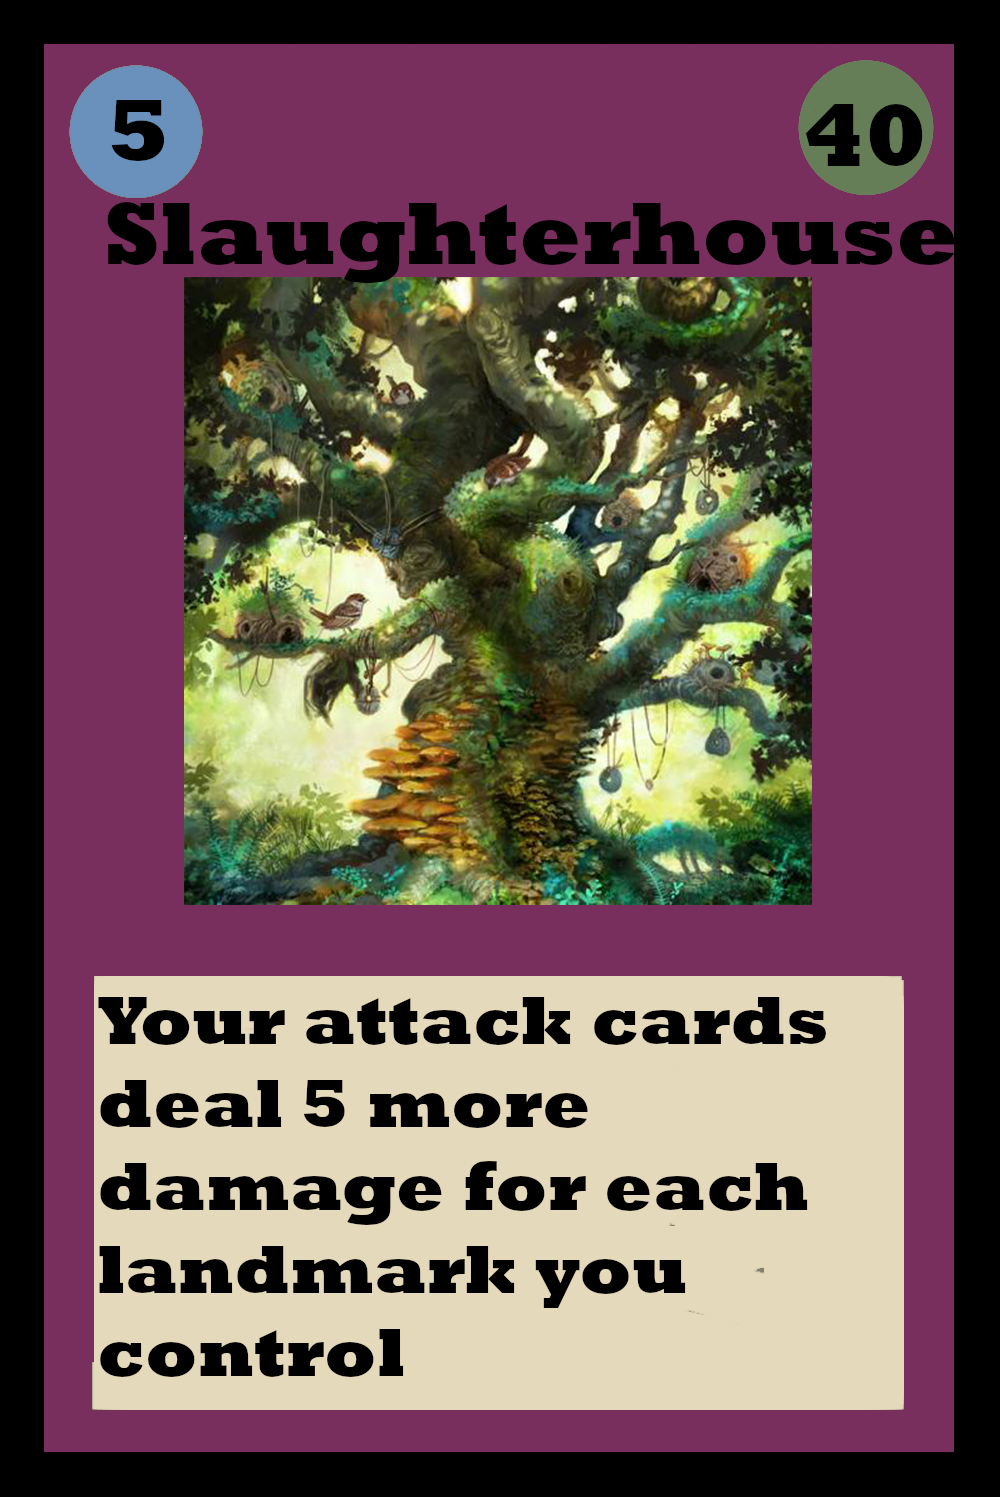 5
40
Slaughterhouse
Your attack cards
deal 5 more
damage for each
landmark you
control